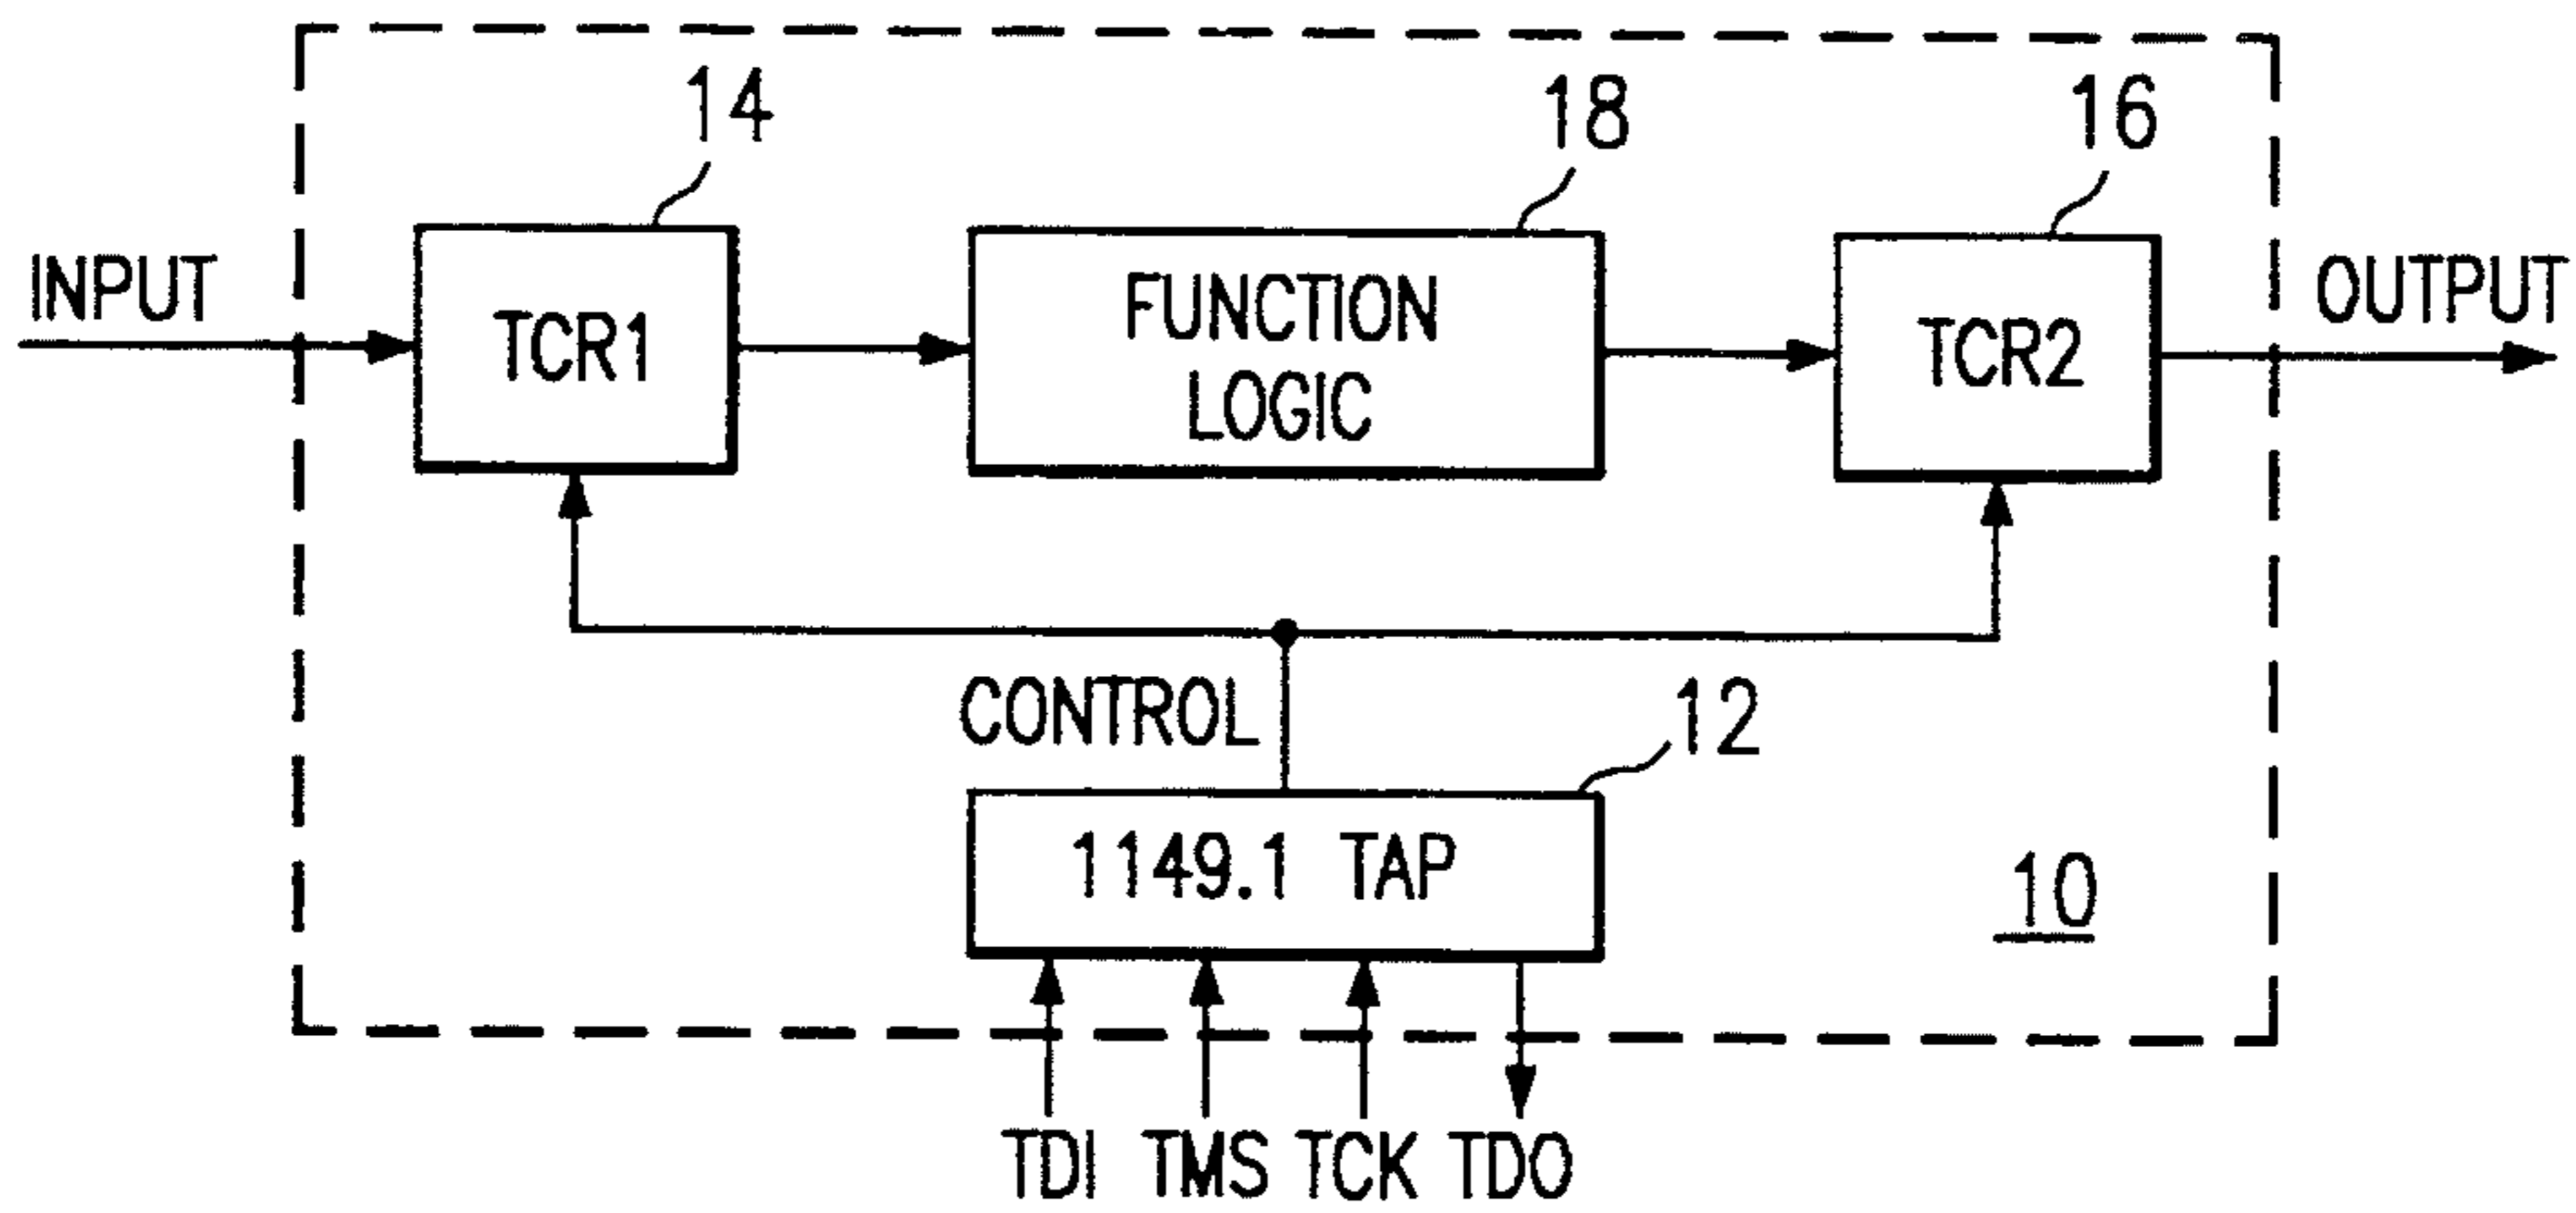 14
18
16
INPUT
TCR1
FUNCTION
LOGIC
TCR2
OUTPUT
CONTROL
12
1149.1 TAP
10
TDI TMS TCK TDO